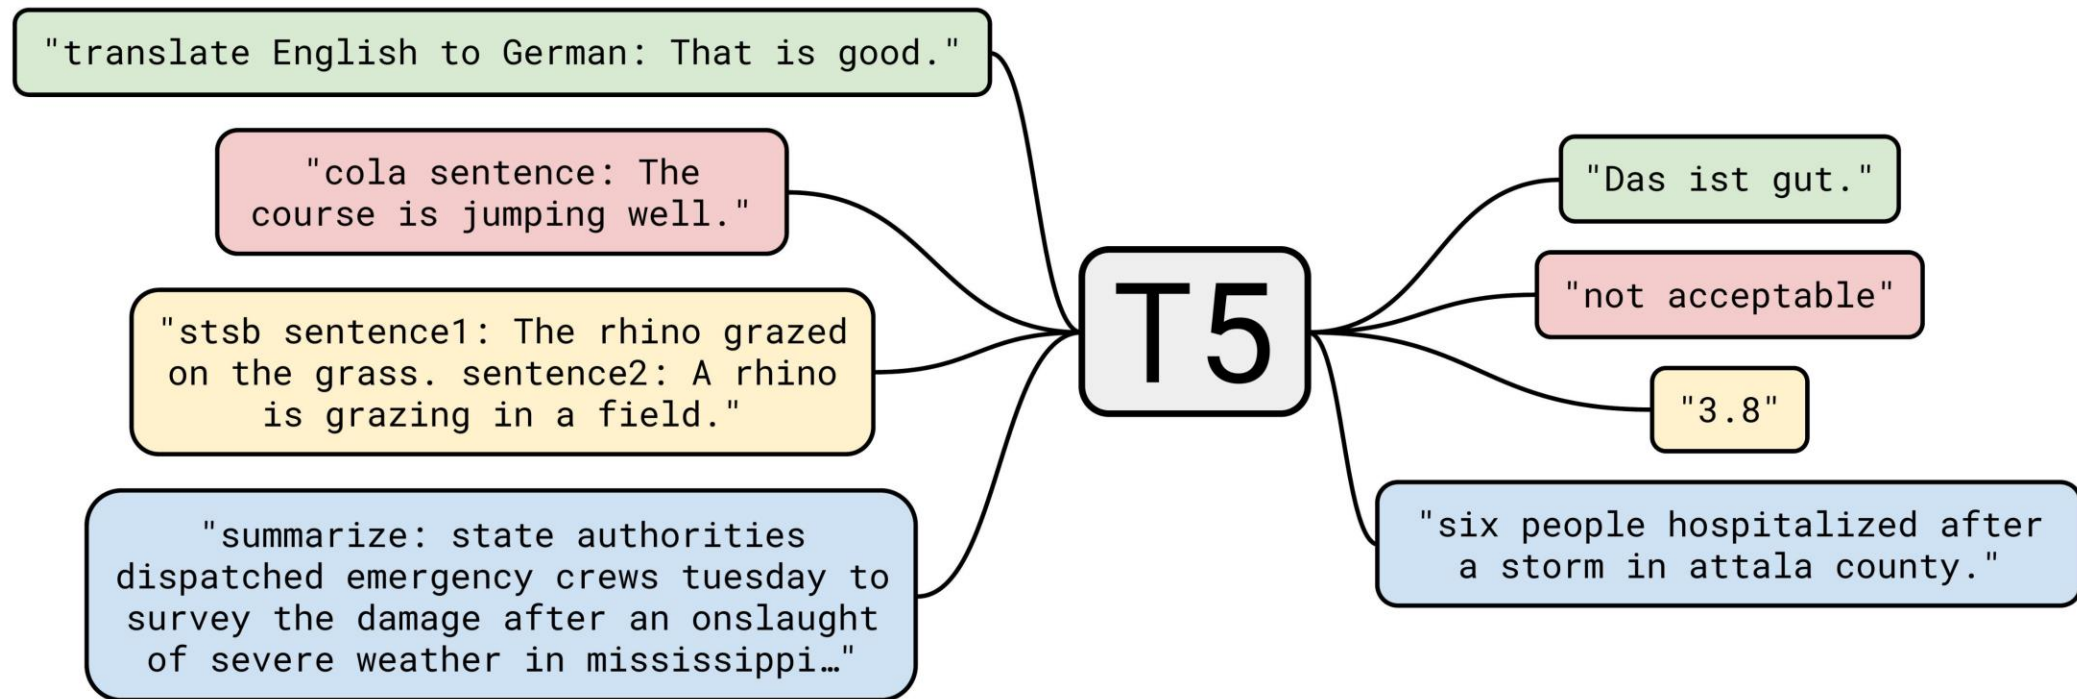 "translate English to German: That is good."
"cola sentence: The
course is jumping well."
"stsb sentence1: The rhino grazed
on the grass. sentence2: A rhino
is grazing in a field."
"summarize: state authorities
dispatched emergency crews tuesday to
survey the damage after an onslaught
of severe weather in mississippi…"
T5
"Das ist gut."
"not acceptable"
"3.8"
"six people hospitalized after
a storm in attala county."